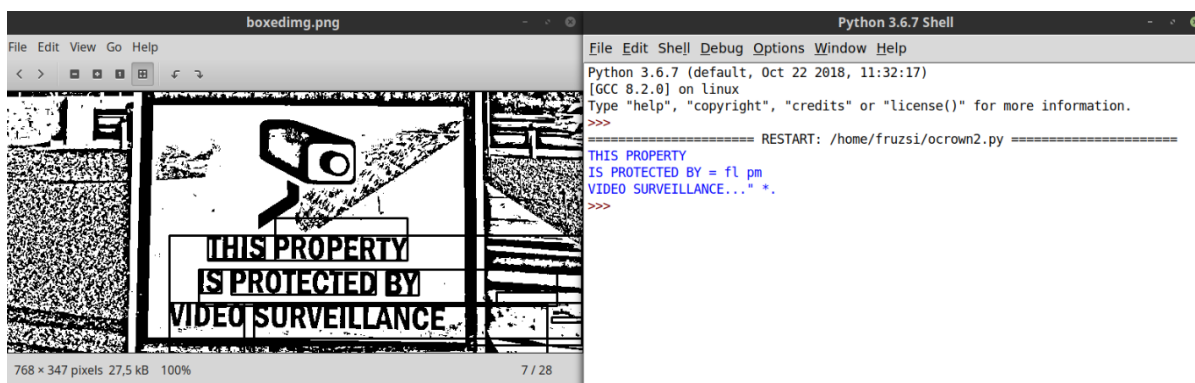 boxedimg.png
File Edit View Go Help
THIS PROPERTY
IS PROTECTED BY
VIDEO SURVEILLANCE
768 × 347 pixels 27,5 kB 100%
7 / 28
Python 3.6.7 Shell
File Edit Shell Debug Options Window Help
Python 3.6.7 (default, Oct 22 2018, 11:32:17)
[GCC 8.2.0] on linux
Type "help", "copyright", "credits" or "license()" for more information.
>>>
====================== RESTART: /home/fruzsi/ocrown2.py ======================
THIS PROPERTY
IS PROTECTED BY = fl pm
VIDEO SURVEILLANCE..." *.
>>>